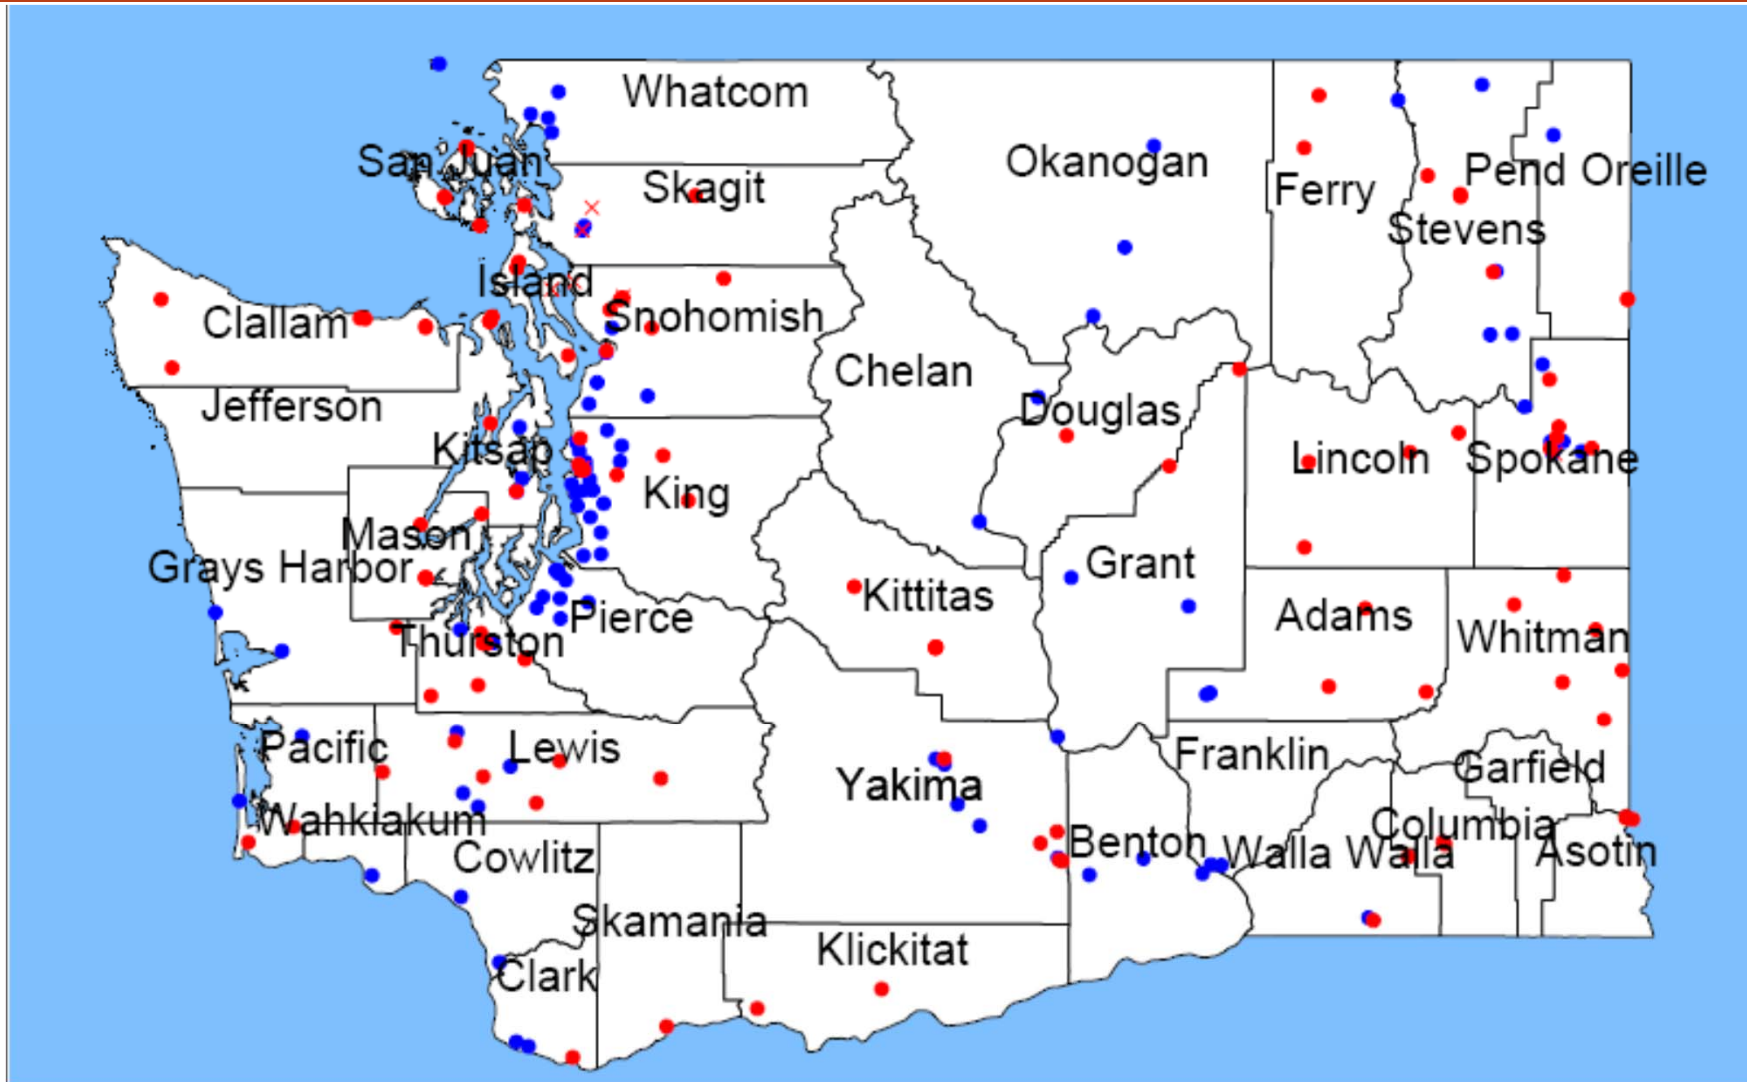 Whatcom
San Juan
Okanogan
Pend Oreille
Skagit
Ferry
Stevens
Island
Clallam
Snohomish
Chelan
Jefferson
Douglas
Kitsap
Lincoln
Spokane
King
Mason
Grays Harbor
Grant
Kittitas
Adams
Pierce
Thurston
Whitman
Pacific
Lewis
Franklin
Garfield
Yakima
Wahkiakum
Columbia
Benton
Walla Walla
Asotin
Cowlitz
Skamania
Klickitat
Clark